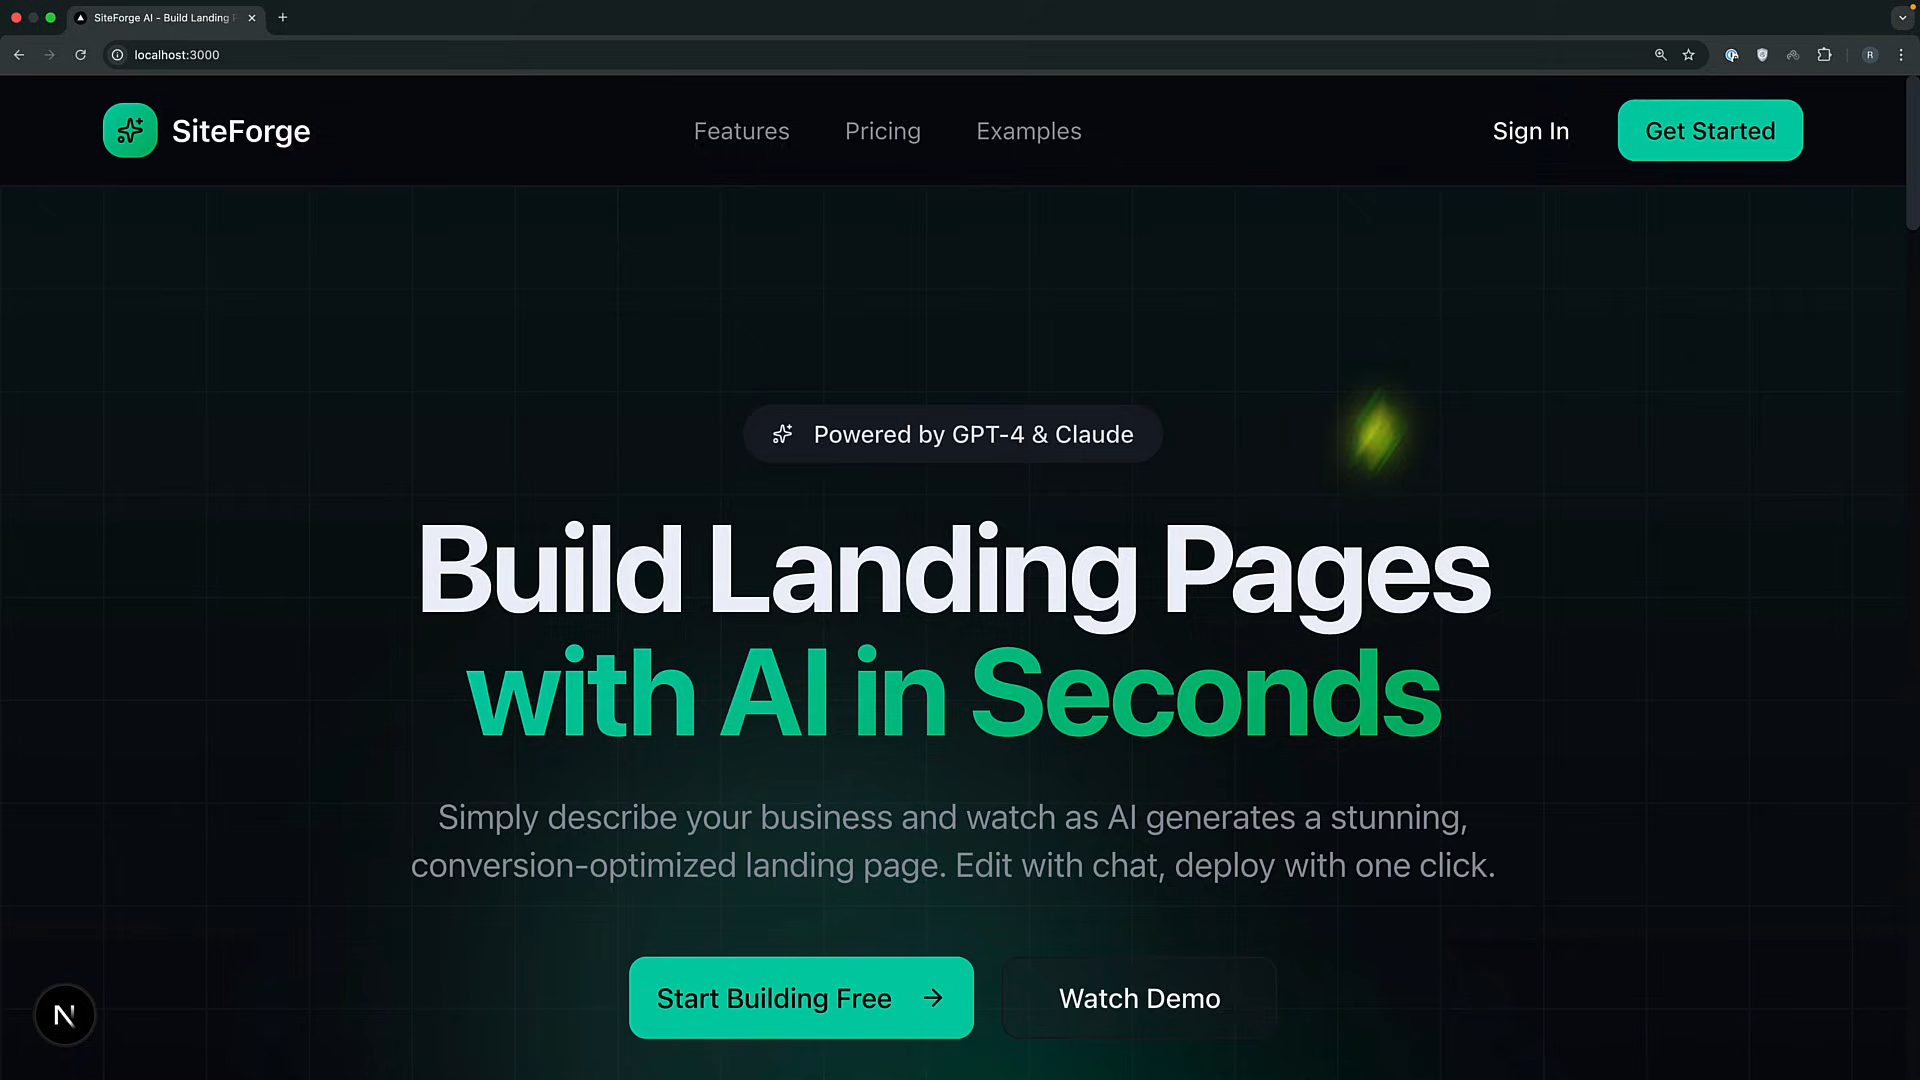 SiteForge AI - Build Landing
localhost:3000
R
SiteForge
Features
Pricing
Examples
Sign In
Get Started
Powered by GPT-4 & Claude
Build Landing Pages
with AI in Seconds
Simply describe your business and watch as AI generates a stunning,
conversion-optimized landing page. Edit with chat, deploy with one click.
Start Building Free
Watch Demo
N